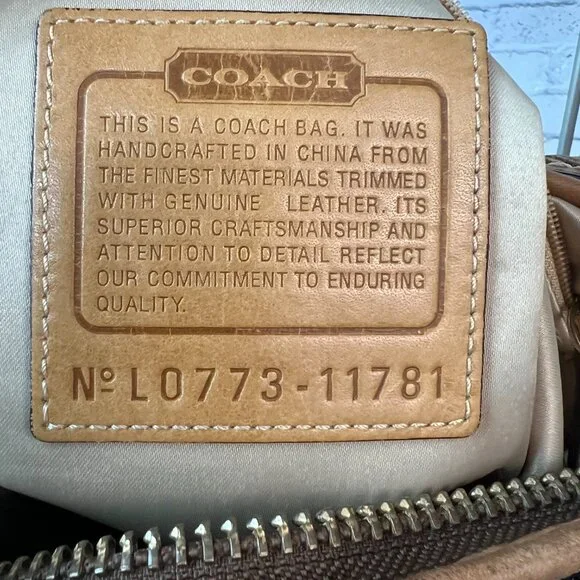 COACH
THIS IS A COACH BAG. IT WAS
HANDCRAFTED IN CHINA FROM
THE FINEST MATERIALS TRIMMED
WITH GENUINE LEATHER. ITS
SUPERIOR CRAFTSMANSHIP AND
ATTENTION TO DETAIL REFLECT
OUR COMMITMENT TO ENDURING
QUALITY.
Nº L0773-11781